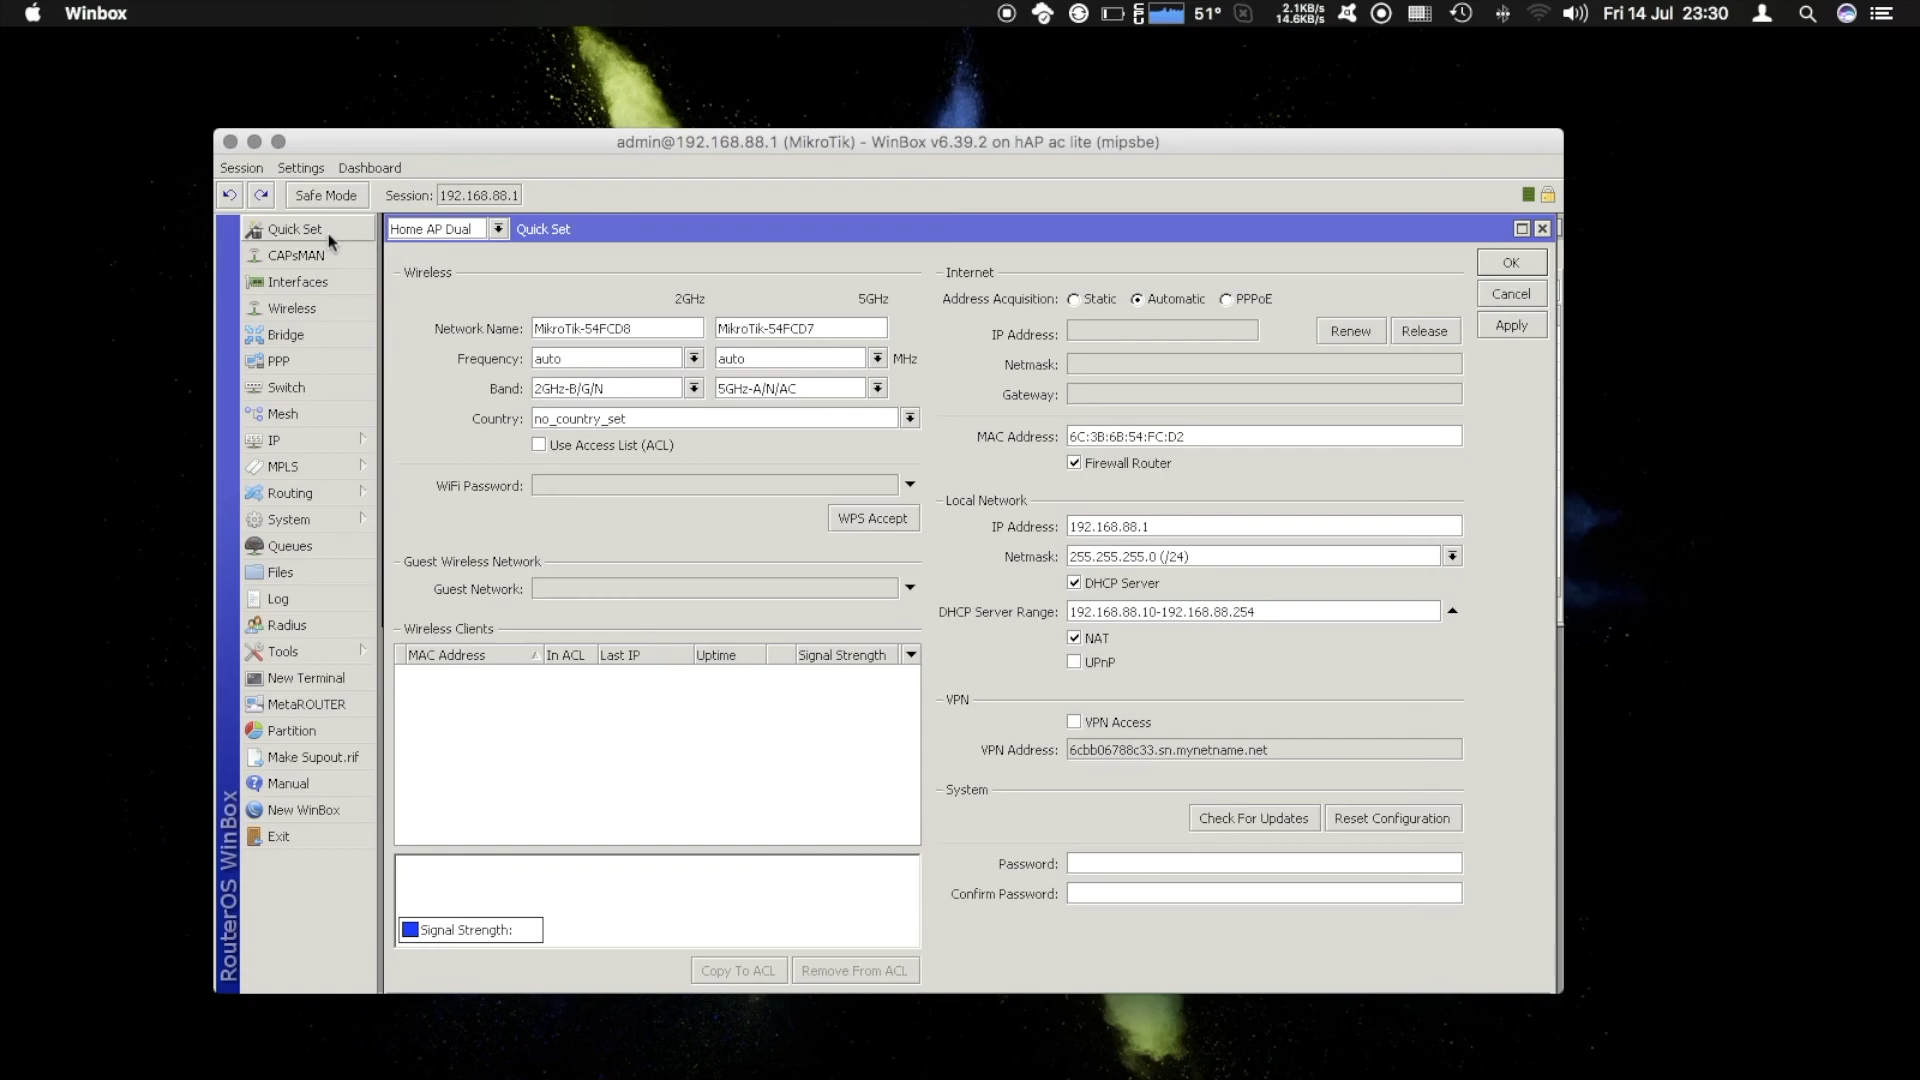 Winbox
51°
2.1KB/s
14.6KB/s
Fri 14 Jul 23:30
admin@192.168.88.1 (MikroTik) - WinBox v6.39.2 on hAP ac lite (mipsbe)
Session Settings Dashboard
Safe Mode Session: 192.168.88.1
Quick Set
CAPsMAN
Interfaces
Wireless
Bridge
PPP
Switch
Mesh
IP
MPLS
Routing
System
Queues
Files
Log
Radius
Tools
New Terminal
MetaROUTER
Partition
Make Supout.rif
Manual
New WinBox
Exit
RouterOS WinBox
Home AP Dual Quick Set
Wireless
2GHz 5GHz
Network Name: MikroTik-54FCD8 MikroTik-54FCD7
Frequency: auto auto MHz
Band: 2GHz-B/G/N 5GHz-A/N/AC
Country: no_country_set
Use Access List (ACL)
WiFi Password:
WPS Accept
Guest Wireless Network
Guest Network:
Wireless Clients
MAC Address In ACL Last IP Uptime Signal Strength
Signal Strength:
Copy To ACL Remove From ACL
Internet
Address Acquisition: Static Automatic PPPoE
IP Address: Renew Release
Netmask:
Gateway:
MAC Address: 6C:3B:6B:54:FC:D2
Firewall Router
Local Network
IP Address: 192.168.88.1
Netmask: 255.255.255.0 (/24)
DHCP Server
DHCP Server Range: 192.168.88.10-192.168.88.254
NAT
UPnP
VPN
VPN Access
VPN Address: 6cbb06788c33.sn.mynetname.net
System
Check For Updates Reset Configuration
Password:
Confirm Password:
OK
Cancel
Apply